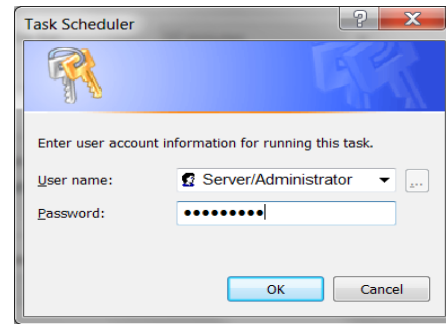 Task Scheduler
Enter user account information for running this task.
User name: Server/Administrator
Password: •••••••••
OK Cancel